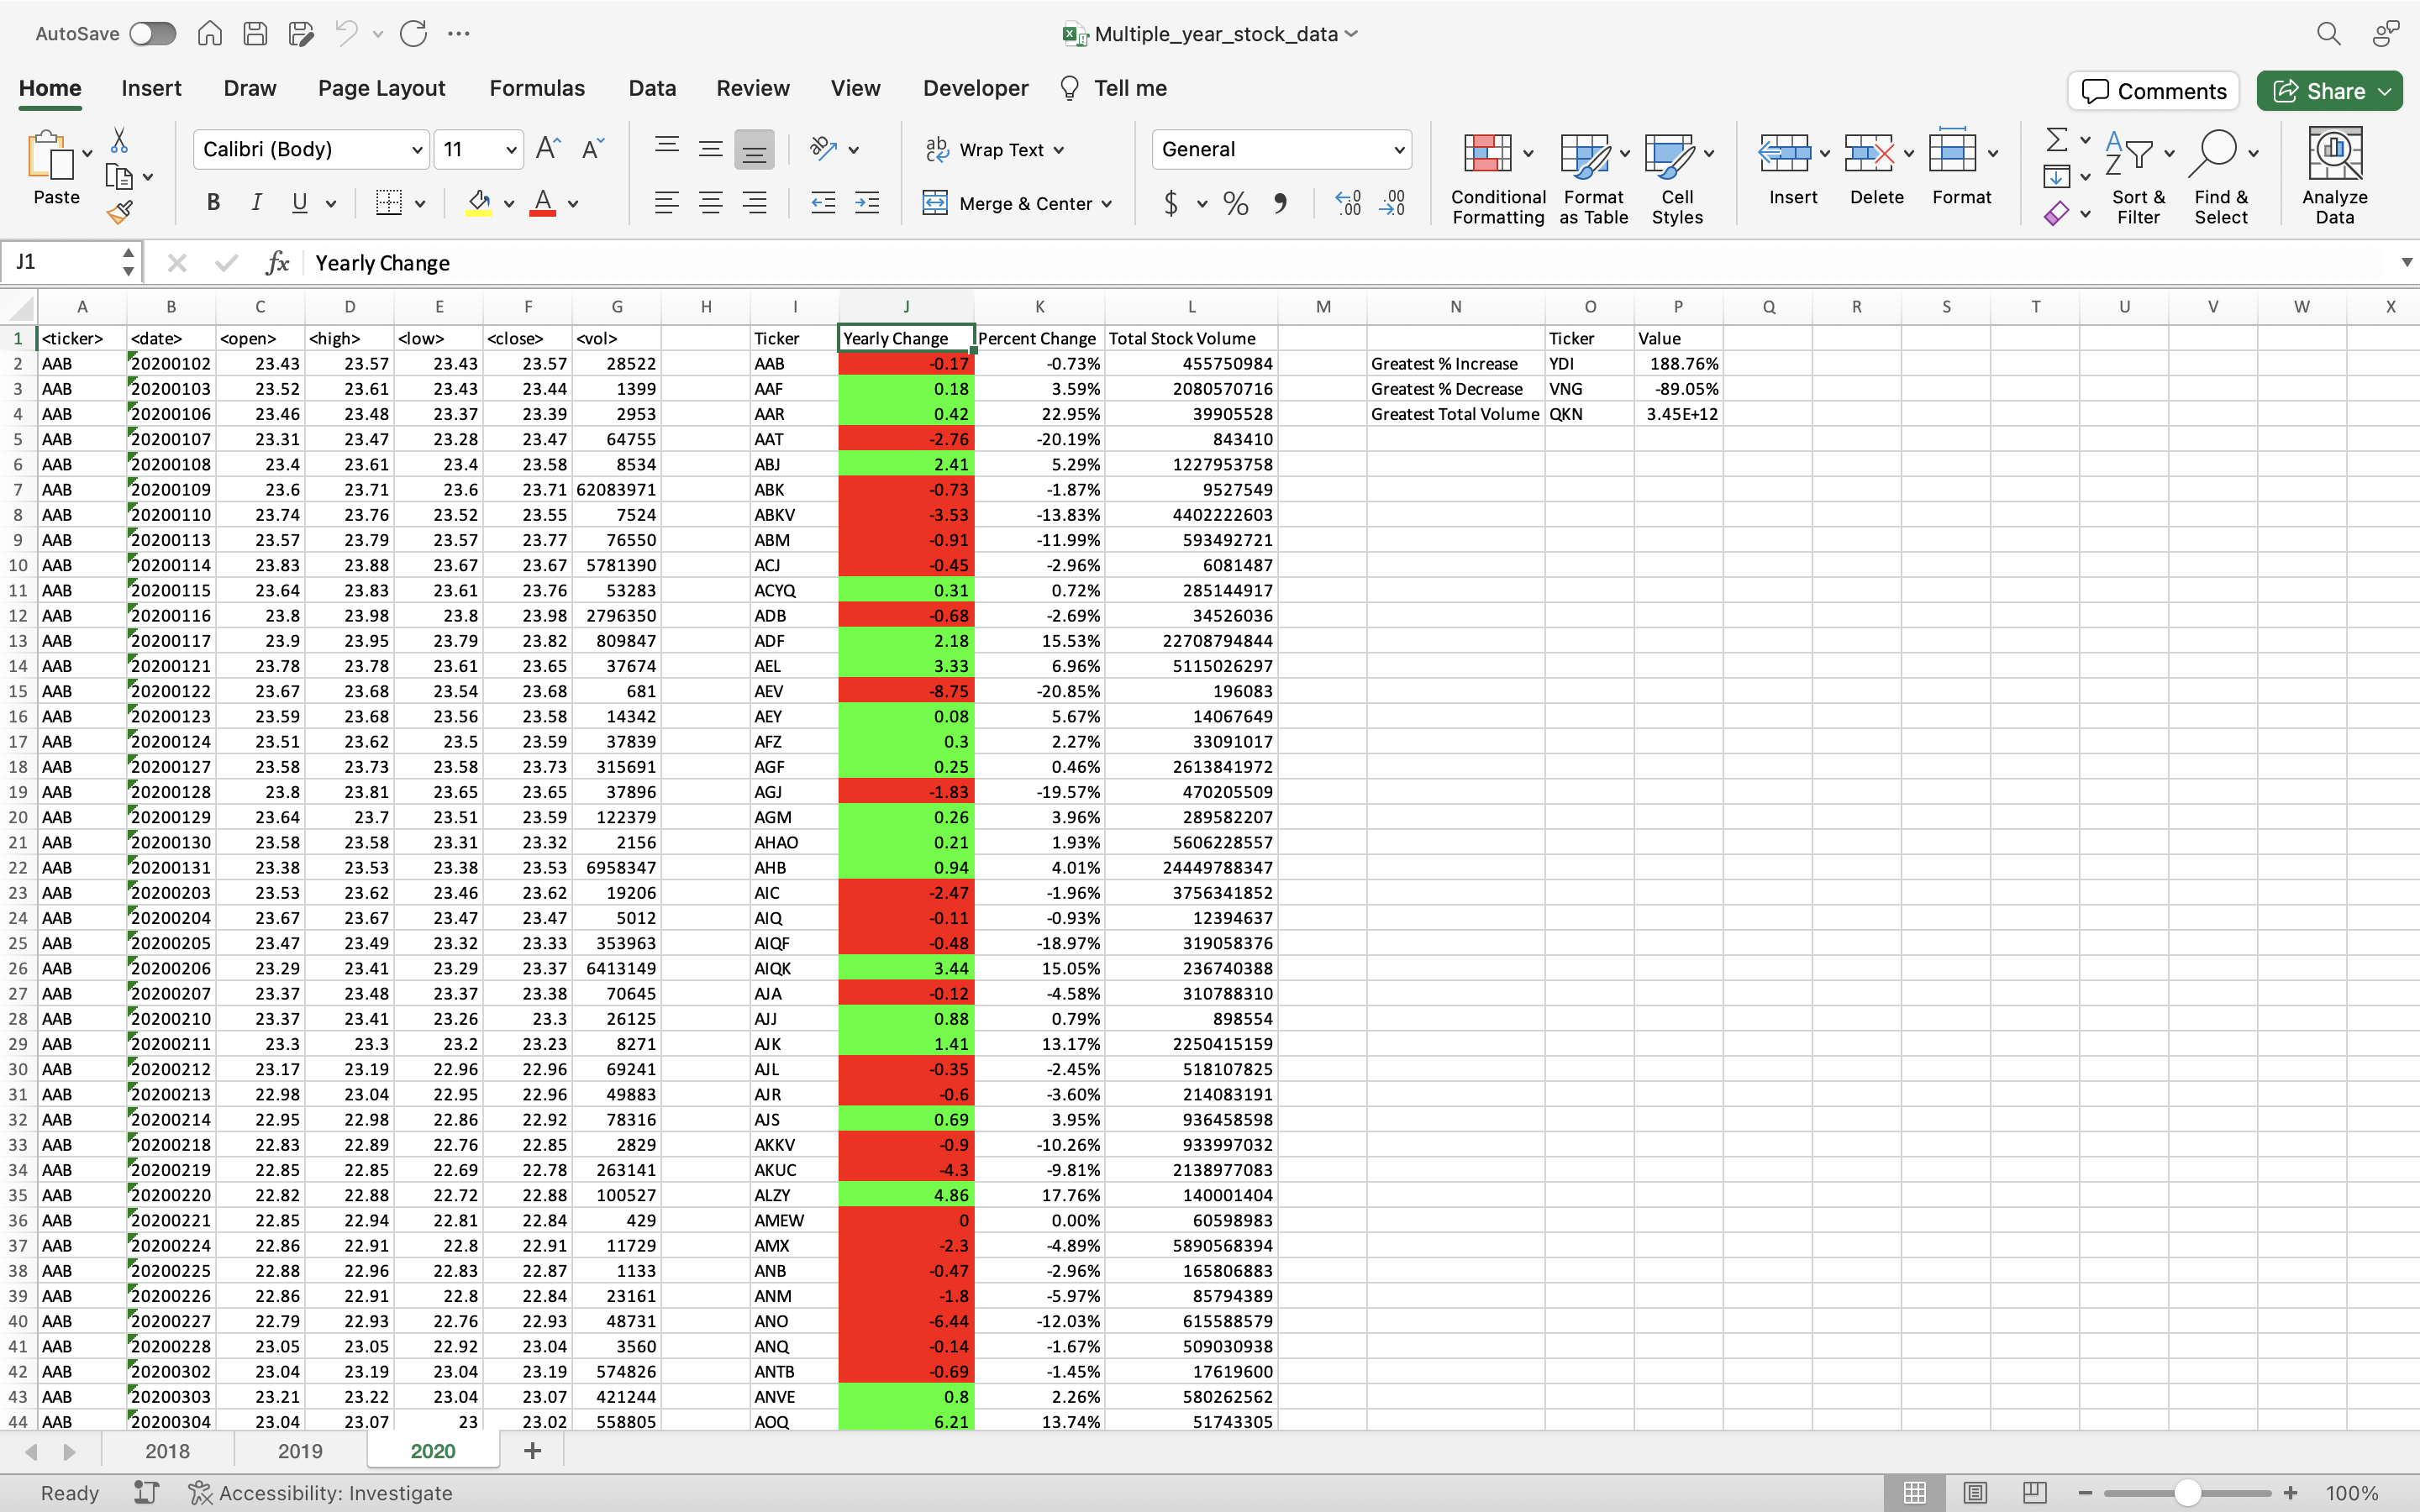 AutoSave
Multiple_year_stock_data
Home Insert Draw Page Layout Formulas Data Review View Developer Tell me
Comments Share
Paste Calibri (Body) 11 A A ab c Wrap Text General
B I U A Merge & Center $ % .00 .00
Conditional Formatting Format as Table Cell Styles Insert Delete Format Sort & Filter Find & Select Analyze Data
J1 fx Yearly Change
A B C D E F G H I J K L M N O P Q R S T U V W X
1 <ticker> <date> <open> <high> <low> <close> <vol> Ticker Yearly Change Percent Change Total Stock Volume Ticker Value
2 AAB 20200102 23.43 23.57 23.43 23.57 28522 AAB -0.17 -0.73% 455750984 Greatest % Increase YDI 188.76%
3 AAB 20200103 23.52 23.61 23.43 23.44 1399 AAF 0.18 3.59% 2080570716 Greatest % Decrease VNG -89.05%
4 AAB 20200106 23.46 23.48 23.37 23.39 2953 AAR 0.42 22.95% 39905528 Greatest Total Volume QKN 3.45E+12
5 AAB 20200107 23.31 23.47 23.28 23.47 64755 AAT -2.76 -20.19% 843410
6 AAB 20200108 23.4 23.61 23.4 23.58 8534 ABJ 2.41 5.29% 1227953758
7 AAB 20200109 23.6 23.71 23.6 23.71 62083971 ABK -0.73 -1.87% 9527549
8 AAB 20200110 23.74 23.76 23.52 23.55 7524 ABKV -3.53 -13.83% 4402222603
9 AAB 20200113 23.57 23.79 23.57 23.77 76550 ABM -0.91 -11.99% 593492721
10 AAB 20200114 23.83 23.88 23.67 23.67 5781390 ACJ -0.45 -2.96% 6081487
11 AAB 20200115 23.64 23.83 23.61 23.76 53283 ACYQ 0.31 0.72% 285144917
12 AAB 20200116 23.8 23.98 23.8 23.98 2796350 ADB -0.68 -2.69% 34526036
13 AAB 20200117 23.9 23.95 23.79 23.82 809847 ADF 2.18 15.53% 22708794844
14 AAB 20200121 23.78 23.78 23.61 23.65 37674 AEL 3.33 6.96% 5115026297
15 AAB 20200122 23.67 23.68 23.54 23.68 681 AEV -8.75 -20.85% 196083
16 AAB 20200123 23.59 23.68 23.56 23.58 14342 AEY 0.08 5.67% 14067649
17 AAB 20200124 23.51 23.62 23.5 23.59 37839 AFZ 0.3 2.27% 33091017
18 AAB 20200127 23.58 23.73 23.58 23.73 315691 AGF 0.25 0.46% 2613841972
19 AAB 20200128 23.8 23.81 23.65 23.65 37896 AGJ -1.83 -19.57% 470205509
20 AAB 20200129 23.64 23.7 23.51 23.59 122379 AGM 0.26 3.96% 289582207
21 AAB 20200130 23.58 23.58 23.31 23.32 2156 AHAO 0.21 1.93% 5606228557
22 AAB 20200131 23.38 23.53 23.38 23.53 6958347 AHB 0.94 4.01% 24449788347
23 AAB 20200203 23.53 23.62 23.46 23.62 19206 AIC -2.47 -1.96% 3756341852
24 AAB 20200204 23.67 23.67 23.47 23.47 5012 AIQ -0.11 -0.93% 12394637
25 AAB 20200205 23.47 23.49 23.32 23.33 353963 AIQF -0.48 -18.97% 319058376
26 AAB 20200206 23.29 23.41 23.29 23.37 6413149 AIQK 3.44 15.05% 236740388
27 AAB 20200207 23.37 23.48 23.37 23.38 70645 AJA -0.12 -4.58% 310788310
28 AAB 20200210 23.37 23.41 23.26 23.3 26125 AJJ 0.88 0.79% 898554
29 AAB 20200211 23.3 23.3 23.2 23.23 8271 AJK 1.41 13.17% 2250415159
30 AAB 20200212 23.17 23.19 22.96 22.96 69241 AJL -0.35 -2.45% 518107825
31 AAB 20200213 22.98 23.04 22.95 22.96 49883 AJR -0.6 -3.60% 214083191
32 AAB 20200214 22.95 22.98 22.86 22.92 78316 AJS 0.69 3.95% 936458598
33 AAB 20200218 22.83 22.89 22.76 22.85 2829 AKKV -0.9 -10.26% 933997032
34 AAB 20200219 22.85 22.85 22.69 22.78 263141 AKUC -4.3 -9.81% 2138977083
35 AAB 20200220 22.82 22.88 22.72 22.88 100527 ALZY 4.86 17.76% 140001404
36 AAB 20200221 22.85 22.94 22.81 22.84 429 AMEW 0 0.00% 60598983
37 AAB 20200224 22.86 22.91 22.8 22.91 11729 AMX -2.3 -4.89% 5890568394
38 AAB 20200225 22.88 22.96 22.83 22.87 1133 ANB -0.47 -2.96% 165806883
39 AAB 20200226 22.86 22.91 22.8 22.84 23161 ANM -1.8 -5.97% 85794389
40 AAB 20200227 22.79 22.93 22.76 22.93 48731 ANO -6.44 -12.03% 615588579
41 AAB 20200228 23.05 23.05 22.92 23.04 3560 ANQ -0.14 -1.67% 509030938
42 AAB 20200302 23.04 23.19 23.04 23.19 574826 ANTB -0.69 -1.45% 17619600
43 AAB 20200303 23.21 23.22 23.04 23.07 421244 ANVE 0.8 2.26% 580262562
44 AAB 20200304 23.04 23.07 23 23.02 558805 AOQ 6.21 13.74% 51743305
2018 2019 2020 +
Ready Accessibility: Investigate 100%